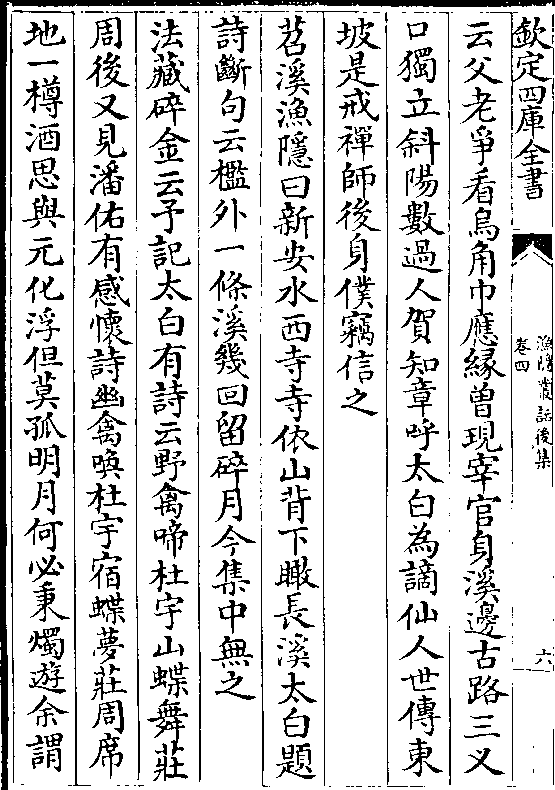 欽定四庫全書
漁隱叢話後集
卷四
六
云父老爭看烏角巾應緣曾現宰官身溪邊古路三义
口獨立斜陽數過人賀知章呼太白為謫仙人世傳東
坡是戒禪師後身僕竊信之
苕溪漁隱曰新安水西寺寺依山背下瞰長溪太白題
詩斷句云檻外一條溪幾回留碎月今集中無之
法藏碎金云予記太白有詩云野禽啼杜宇山蝶舞莊
周後又見潘佑有感懷詩幽禽喚杜宇宿蝶夢莊周席
地一樽酒思與元化浮但莫孤明月何必秉燭遊余謂